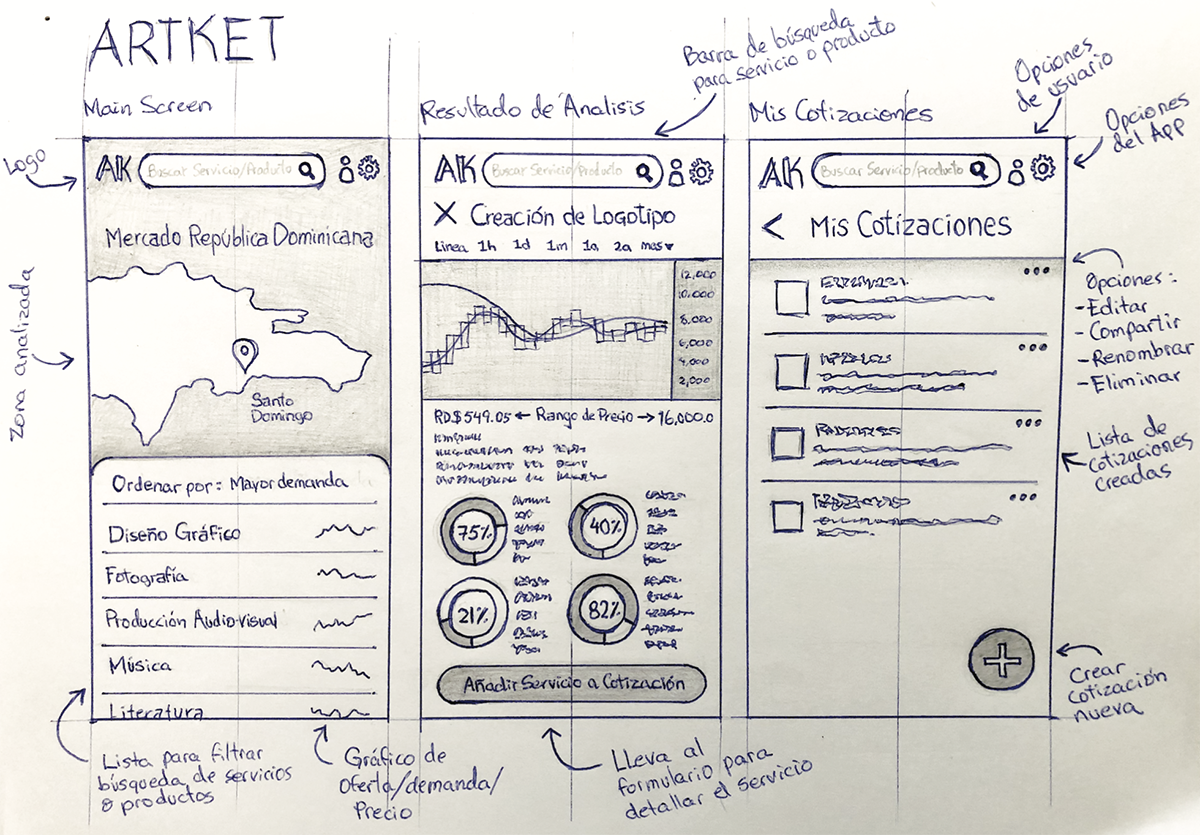 ARTKET
Main Screen
Resultado de Analisis
Mis Cotizaciones
Barra de búsqueda
para servicio o producto
Opciones
de usuario
Opciones
del APP
Logo
Zona analizada
AK Buscar Servicio/Producto
Mercado República Dominicana
Santo
Domingo
Ordenar por: Mayor demanda
Diseño Gráfico
Fotografía
Producción Audiovisual
Música
Literatura
Lista para filtrar
búsqueda de servicios
o productos
Gráfico de
Oferta/demanda/
Precio
AK Buscar Servicio/Producto
X Creación de Logotipo
Linea 1h 1d 1m 1a 2a mas
12,000
10,000
8,000
6,000
4,000
2,000
RD$549.05 ← Rango de Precio → 16,000.0
75%
40%
21%
82%
Añadir Servicio a Cotización
Lleva al
formulario para
detallar el servicio
AK Buscar Servicio/Producto
< Mis Cotizaciones
Opciones:
-Editar
-Compartir
-Renombrar
-Eliminar
Lista de
cotizaciones
creadas
+
Crear
cotización
nueva